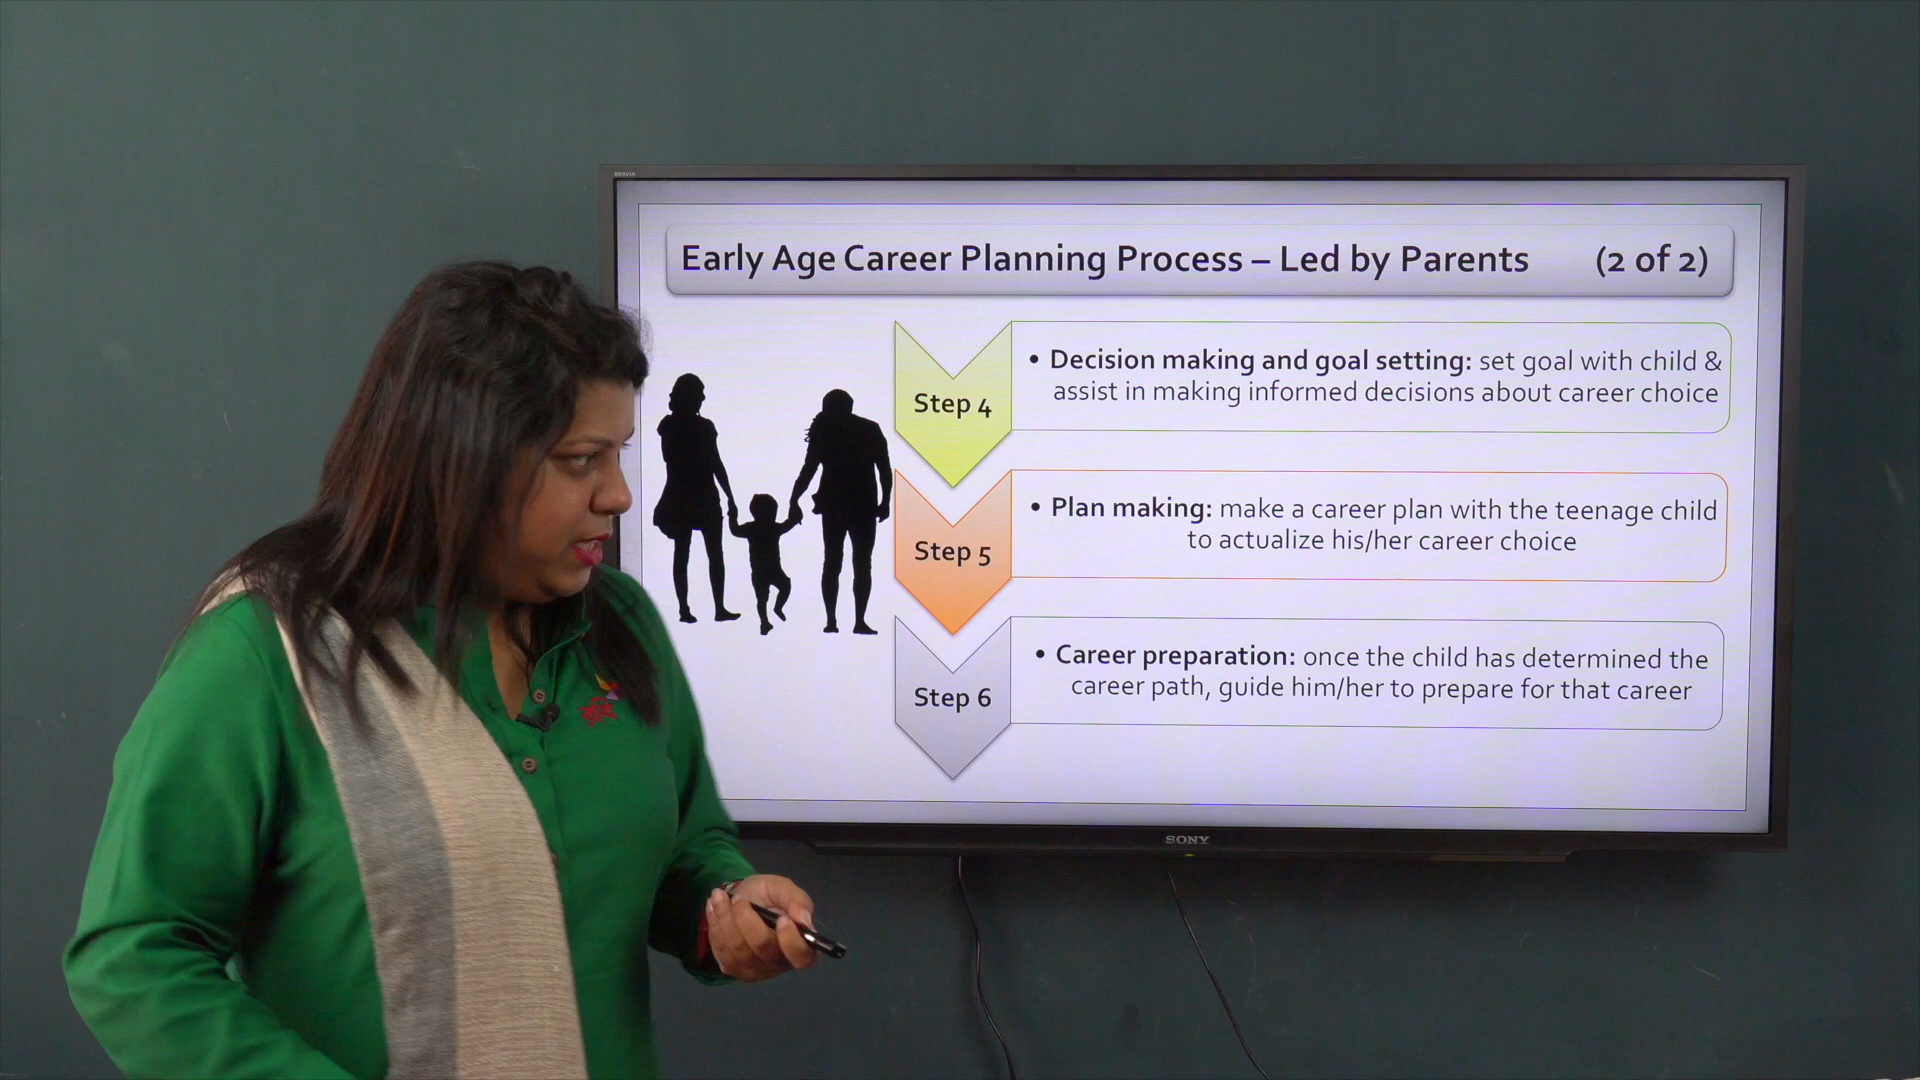 BRAVIA
Early Age Career Planning Process – Led by Parents (2 of 2)
Step 4
• Decision making and goal setting: set goal with child &
assist in making informed decisions about career choice
Step 5
• Plan making: make a career plan with the teenage child
to actualize his/her career choice
Step 6
• Career preparation: once the child has determined the
career path, guide him/her to prepare for that career
SONY